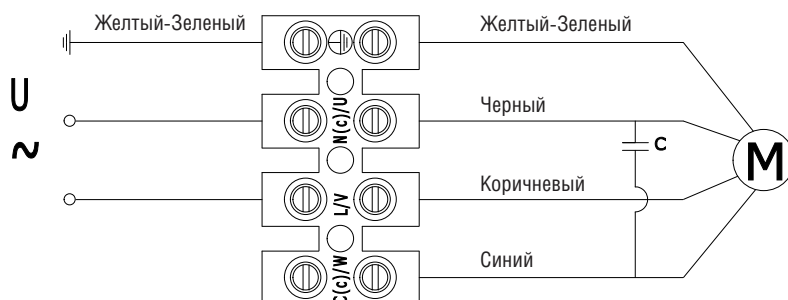 Желтый-Зеленый
Желтый-Зеленый
U
~
N(c)/U
Черный
C
M
L/V
Коричневый
C(c)/W
Синий